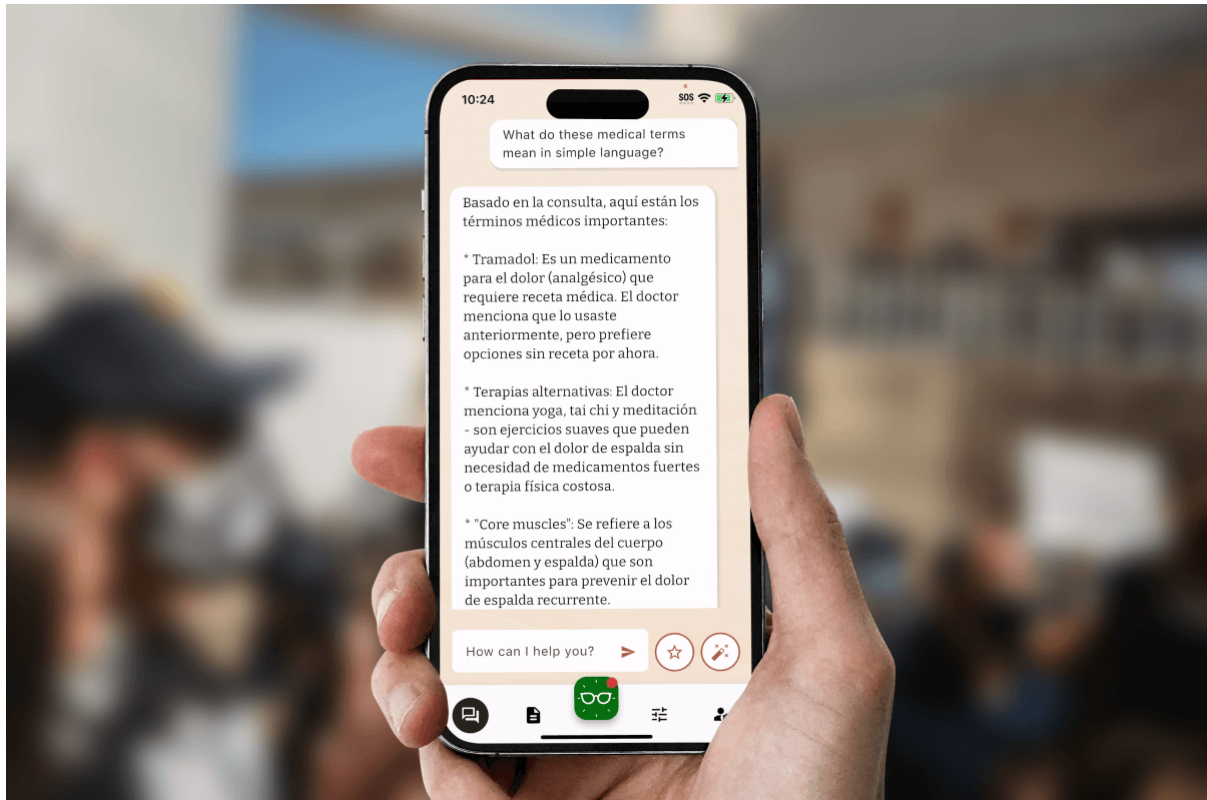 10:24
SOS
What do these medical terms
mean in simple language?
Basado en la consulta, aquí están los
términos médicos importantes:
* Tramadol: Es un medicamento
para el dolor (analgésico) que
requiere receta médica. El doctor
menciona que lo usaste
anteriormente, pero prefiere
opciones sin receta por ahora.
* Terapias alternativas: El doctor
menciona yoga, tai chi y meditación
- son ejercicios suaves que pueden
ayudar con el dolor de espalda sin
necesidad de medicamentos fuertes
o terapia física costosa.
* "Core muscles": Se refiere a los
músculos centrales del cuerpo
(abdomen y espalda) que son
importantes para prevenir el dolor
de espalda recurrente.
How can I help you?